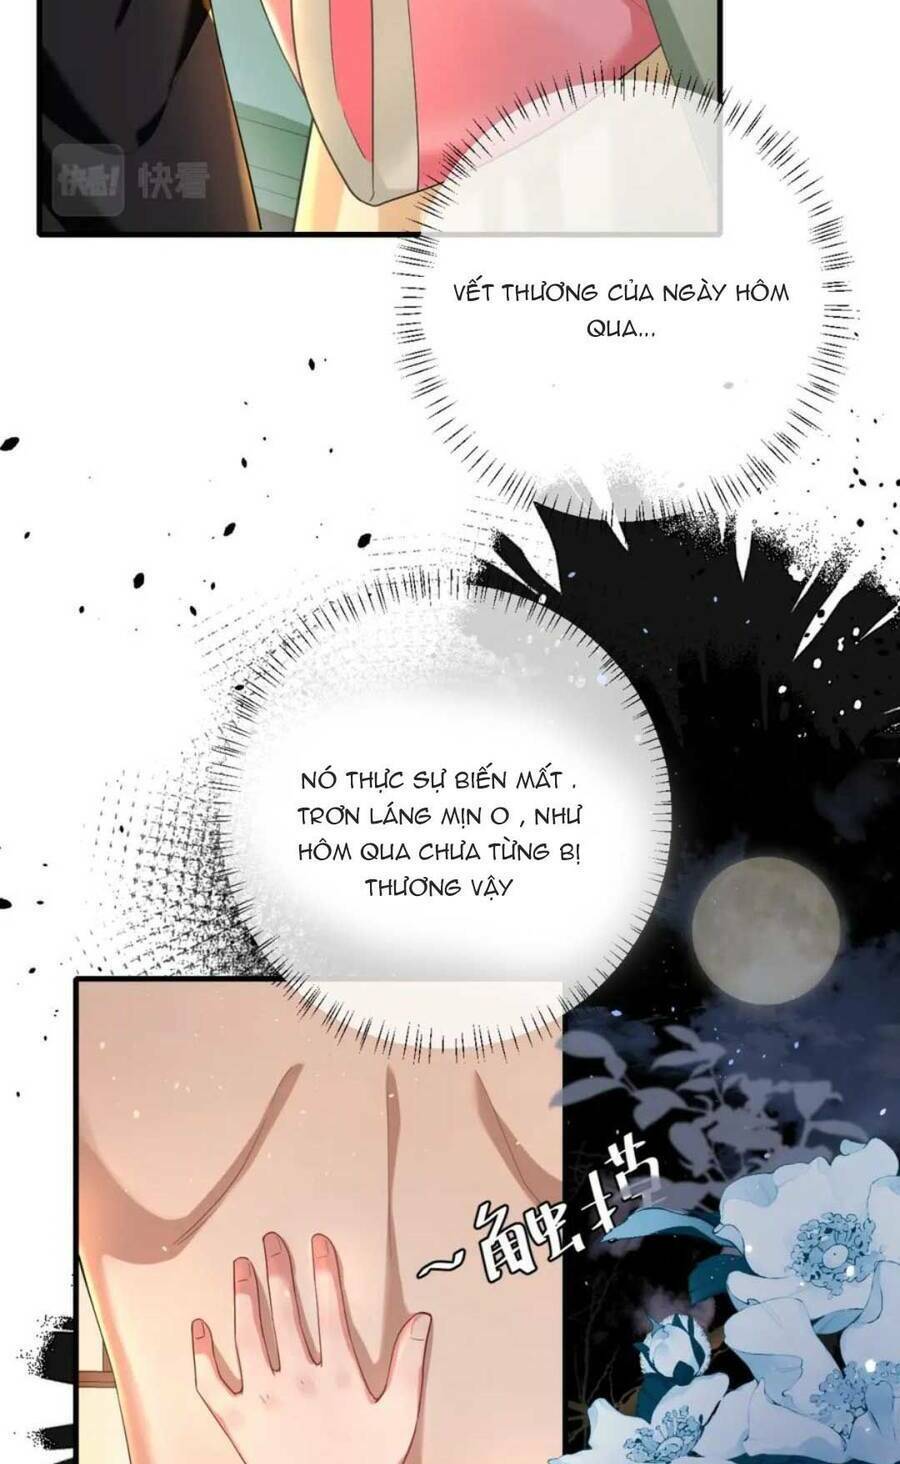 快看! 快看
VẾT THƯƠNG CỦA NGÀY HÔM
QUA...
NÓ THỰC SỰ BIẾN MẤT .
TRƠN LÁNG MỊN O , NHƯ
HÔM QUA CHƯA TỪNG BỊ
THƯƠNG VẬY
~触摸